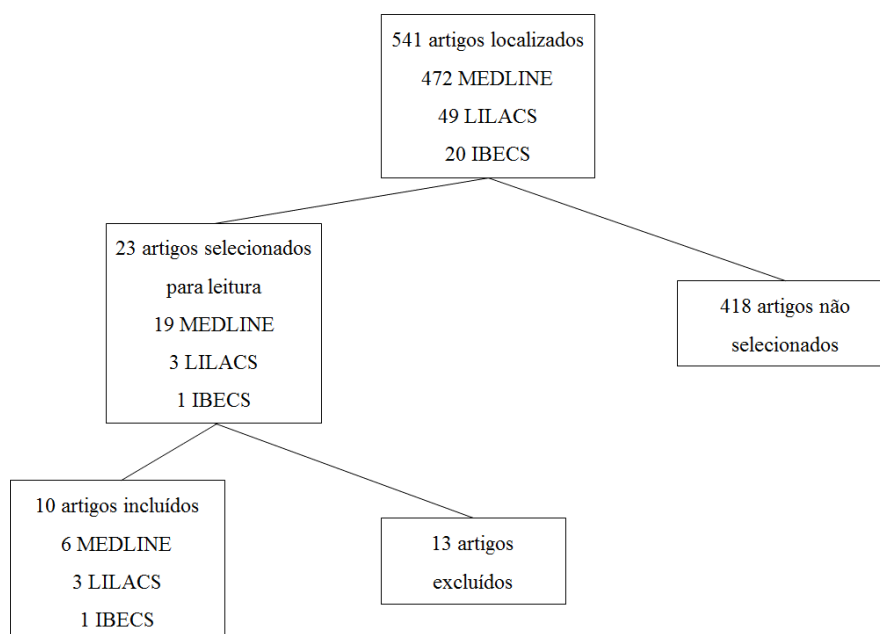 541 artigos localizados
472 MEDLINE
49 LILACS
20 IBECS
23 artigos selecionados
para leitura
19 MEDLINE
3 LILACS
1 IBECS
418 artigos não
selecionados
10 artigos incluídos
6 MEDLINE
3 LILACS
1 IBECS
13 artigos
excluídos